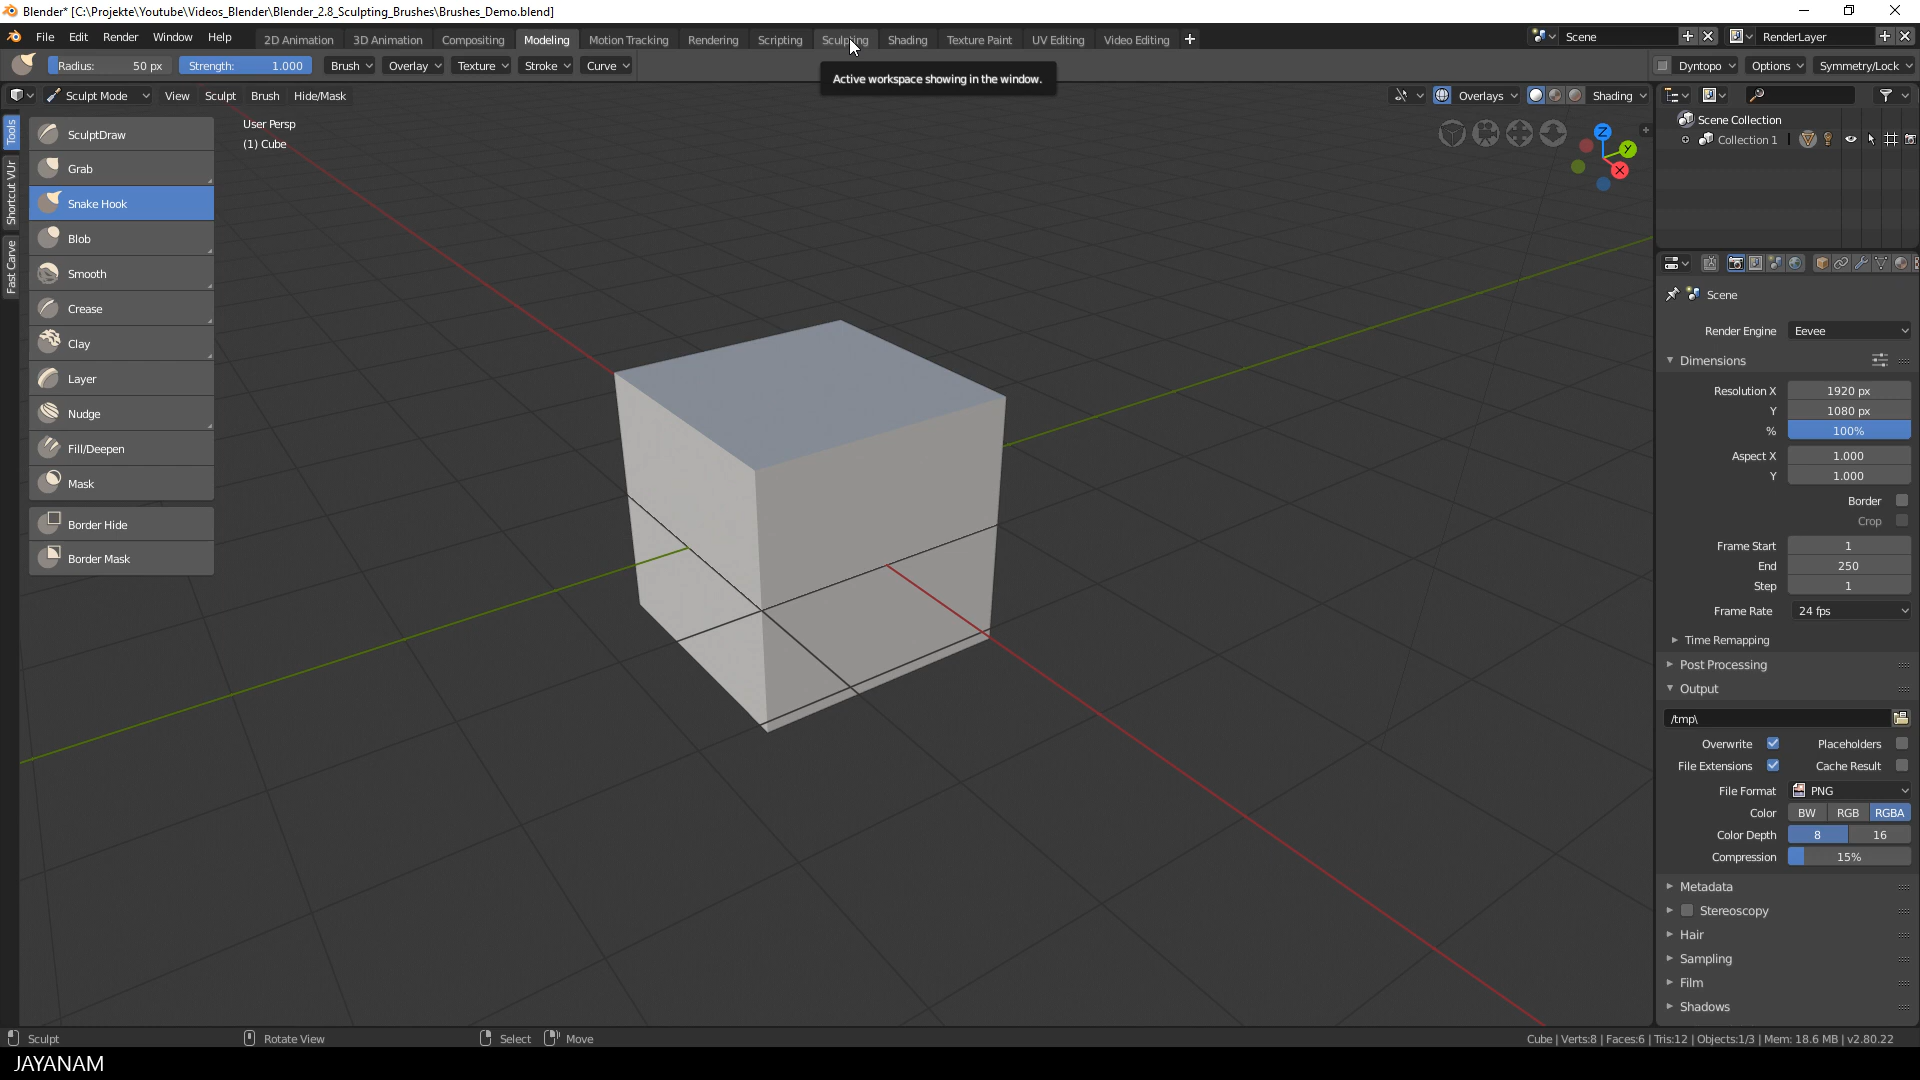 Blender* [C:\Projekte\Youtube\Videos_Blender\Blender_2.8_Sculpting_Brushes\Brushes_Demo.blend]
File Edit Render Window Help 2D Animation 3D Animation Compositing Modeling Motion Tracking Rendering Scripting Sculpting Shading Texture Paint UV Editing Video Editing + Scene RenderLayer
Radius: 50 px Strength: 1.000 Brush Overlay Texture Stroke Curve Dyntopo Options Symmetry/Lock
Active workspace showing in the window.
Sculpt Mode View Sculpt Brush Hide/Mask Overlays Shading
Tools
Shortcut VUr
Fast Carve
SculptDraw
Grab
Snake Hook
Blob
Smooth
Crease
Clay
Layer
Nudge
Fill/Deepen
Mask
Border Hide
Border Mask
User Persp
(1) Cube
Z
Y
X
Scene Collection
Collection 1
Scene
Render Engine Eevee
Dimensions
Resolution X 1920 px
Y 1080 px
% 100%
Aspect X 1.000
Y 1.000
Border
Crop
Frame Start 1
End 250
Step 1
Frame Rate 24 fps
Time Remapping
Post Processing
Output
/tmp\
Overwrite Placeholders
File Extensions Cache Result
File Format PNG
Color BW RGB RGBA
Color Depth 8 16
Compression 15%
Metadata
Stereoscopy
Hair
Sampling
Film
Shadows
Sculpt Rotate View Select Move Cube | Verts:8 | Faces:6 | Tris:12 | Objects:1/3 | Mem: 18.6 MB | v2.80.22
JAYANAM